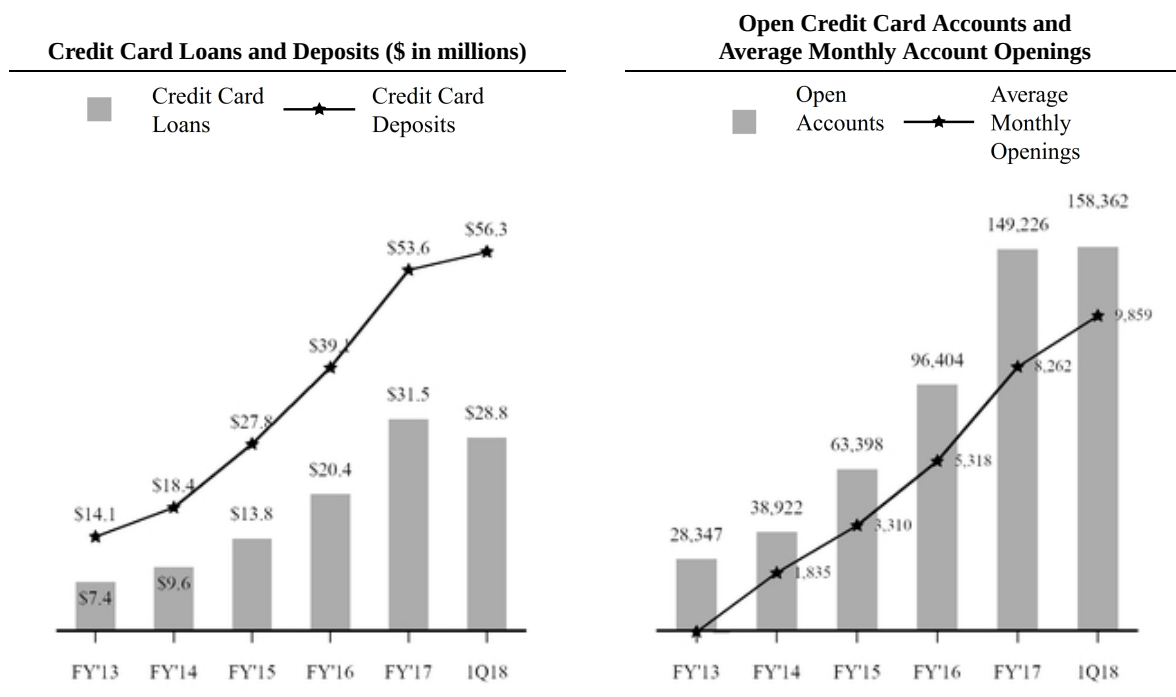 Credit Card Loans and Deposits ($ in millions)
Credit Card
Loans
Credit Card
Deposits
$56.3
$53.6
$39.1
$31.5
$28.8
$27.8
$20.4
$18.4
$13.8
$14.1
$9.6
$7.4
FY'13 FY'14 FY'15 FY'16 FY'17 1Q18
Open Credit Card Accounts and
Average Monthly Account Openings
Open
Accounts
Average
Monthly
Openings
158,362
149,226
9,859
96,404
8,262
63,398
5,318
38,922
3,310
28,347
1,835
FY'13 FY'14 FY'15 FY'16 FY'17 1Q18